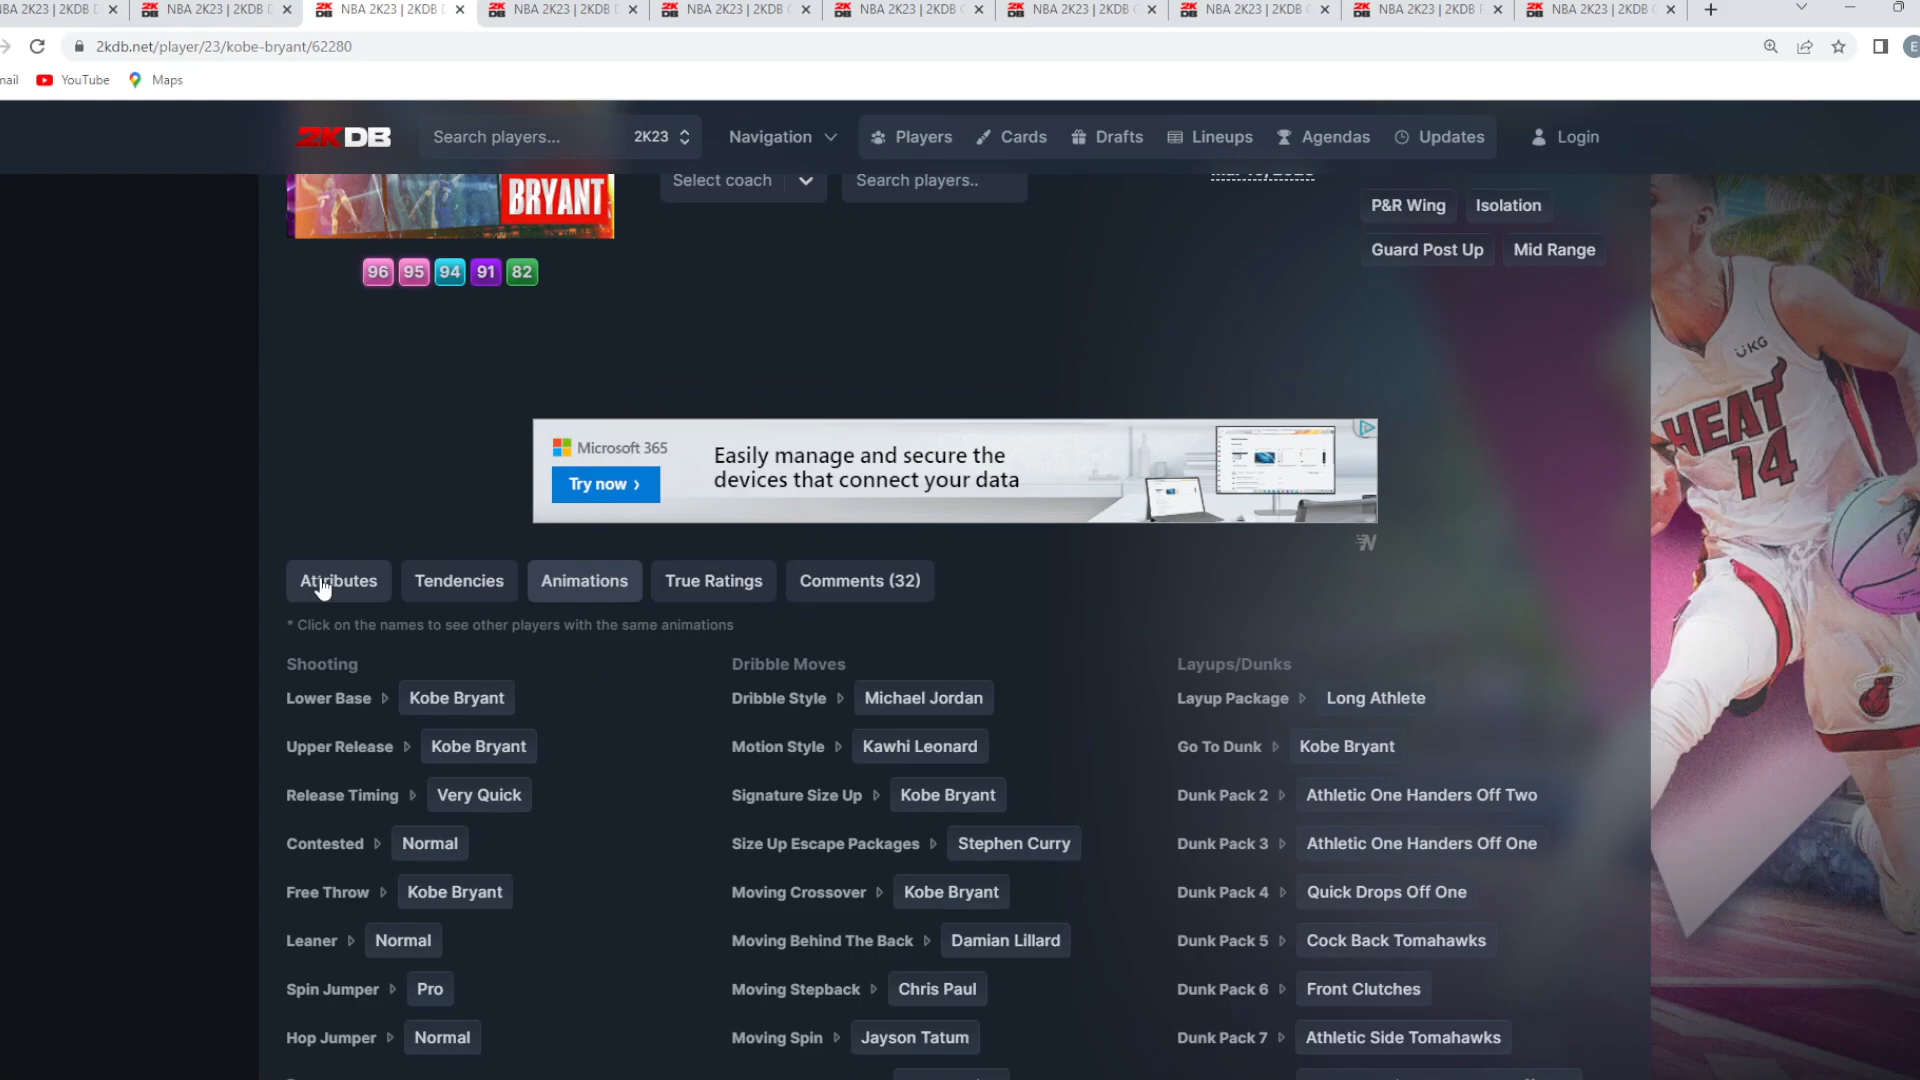 BA 2K23 | 2KDB D
NBA 2K23 | 2KDB D
NBA 2K23 | 2KDB D
NBA 2K23 | 2KDB D
NBA 2K23 | 2KDB C
NBA 2K23 | 2KDB C
NBA 2K23 | 2KDB C
NBA 2K23 | 2KDB
NBA 2K23 | 2KDB P
NBA 2K23 | 2KDB C
2kdb.net/player/23/kobe-bryant/62280
E
mail
YouTube
Maps
2KDB
Search players...
2K23
Navigation
Players
Cards
Drafts
Lineups
Agendas
Updates
Login
BRYANT
Select coach
Search players..
P&R Wing
Isolation
Guard Post Up
Mid Range
96 95 94 91 82
Microsoft 365
Try now ›
Easily manage and secure the
devices that connect your data
Attributes
Tendencies
Animations
True Ratings
Comments (32)
* Click on the names to see other players with the same animations
Shooting
Lower Base Kobe Bryant
Upper Release Kobe Bryant
Release Timing Very Quick
Contested Normal
Free Throw Kobe Bryant
Leaner Normal
Spin Jumper Pro
Hop Jumper Normal
Dribble Moves
Dribble Style Michael Jordan
Motion Style Kawhi Leonard
Signature Size Up Kobe Bryant
Size Up Escape Packages Stephen Curry
Moving Crossover Kobe Bryant
Moving Behind The Back Damian Lillard
Moving Stepback Chris Paul
Moving Spin Jayson Tatum
Layups/Dunks
Layup Package Long Athlete
Go To Dunk Kobe Bryant
Dunk Pack 2 Athletic One Handers Off Two
Dunk Pack 3 Athletic One Handers Off One
Dunk Pack 4 Quick Drops Off One
Dunk Pack 5 Cock Back Tomahawks
Dunk Pack 6 Front Clutches
Dunk Pack 7 Athletic Side Tomahawks
UKG
HEAT
14